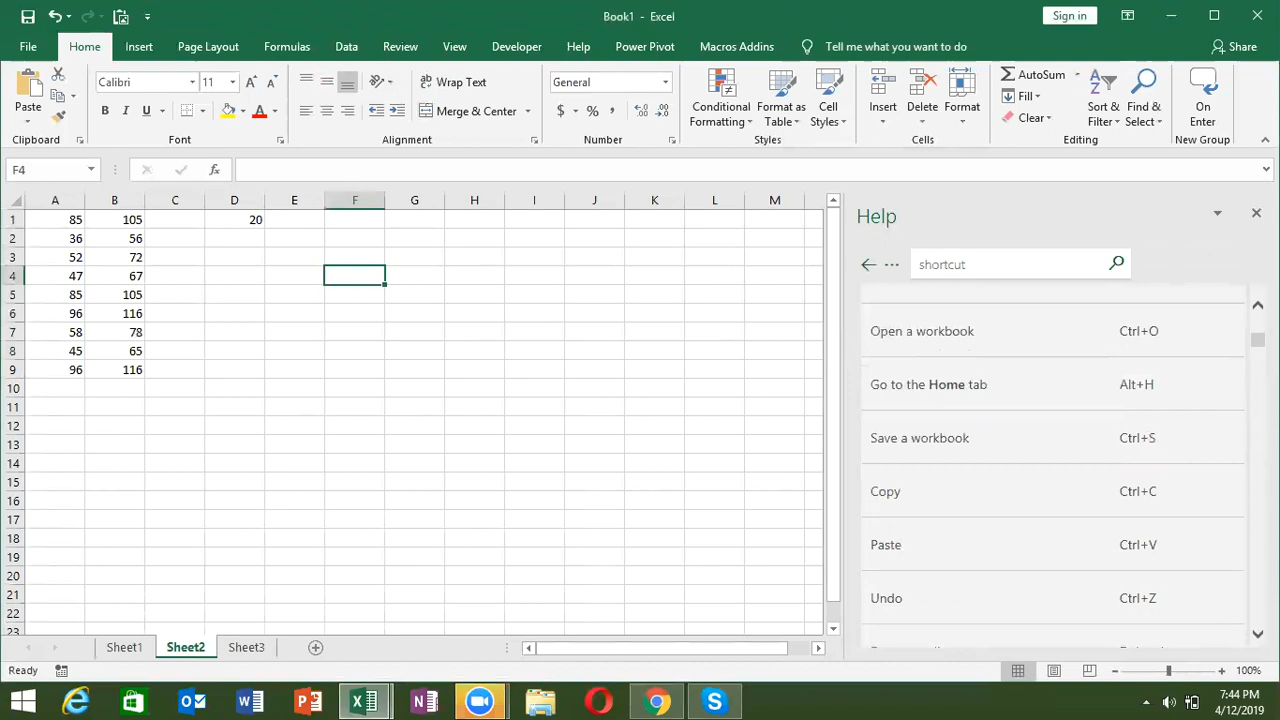 Book1 - Excel
Sign in
File Home Insert Page Layout Formulas Data Review View Developer Help Power Pivot Macros Addins Tell me what you want to do Share
Paste
Calibri 11
B I U
Wrap Text
Merge & Center
General
$ % ,
Conditional Formatting
Format as Table
Cell Styles
Insert Delete Format
AutoSum
Fill
Clear
Sort & Filter
Find & Select
On Enter
Clipboard Font Alignment Number Styles Cells Editing New Group
F4 fx
A B C D E F G H I J K L M
1 85 105 20
2 36 56
3 52 72
4 47 67
5 85 105
6 96 116
7 58 78
8 45 65
9 96 116
10
11
12
13
14
15
16
17
18
19
20
21
22
23
Help
shortcut
Open a workbook Ctrl+O
Go to the Home tab Alt+H
Save a workbook Ctrl+S
Copy Ctrl+C
Paste Ctrl+V
Undo Ctrl+Z
Sheet1 Sheet2 Sheet3
Ready 100%
7:44 PM
4/12/2019